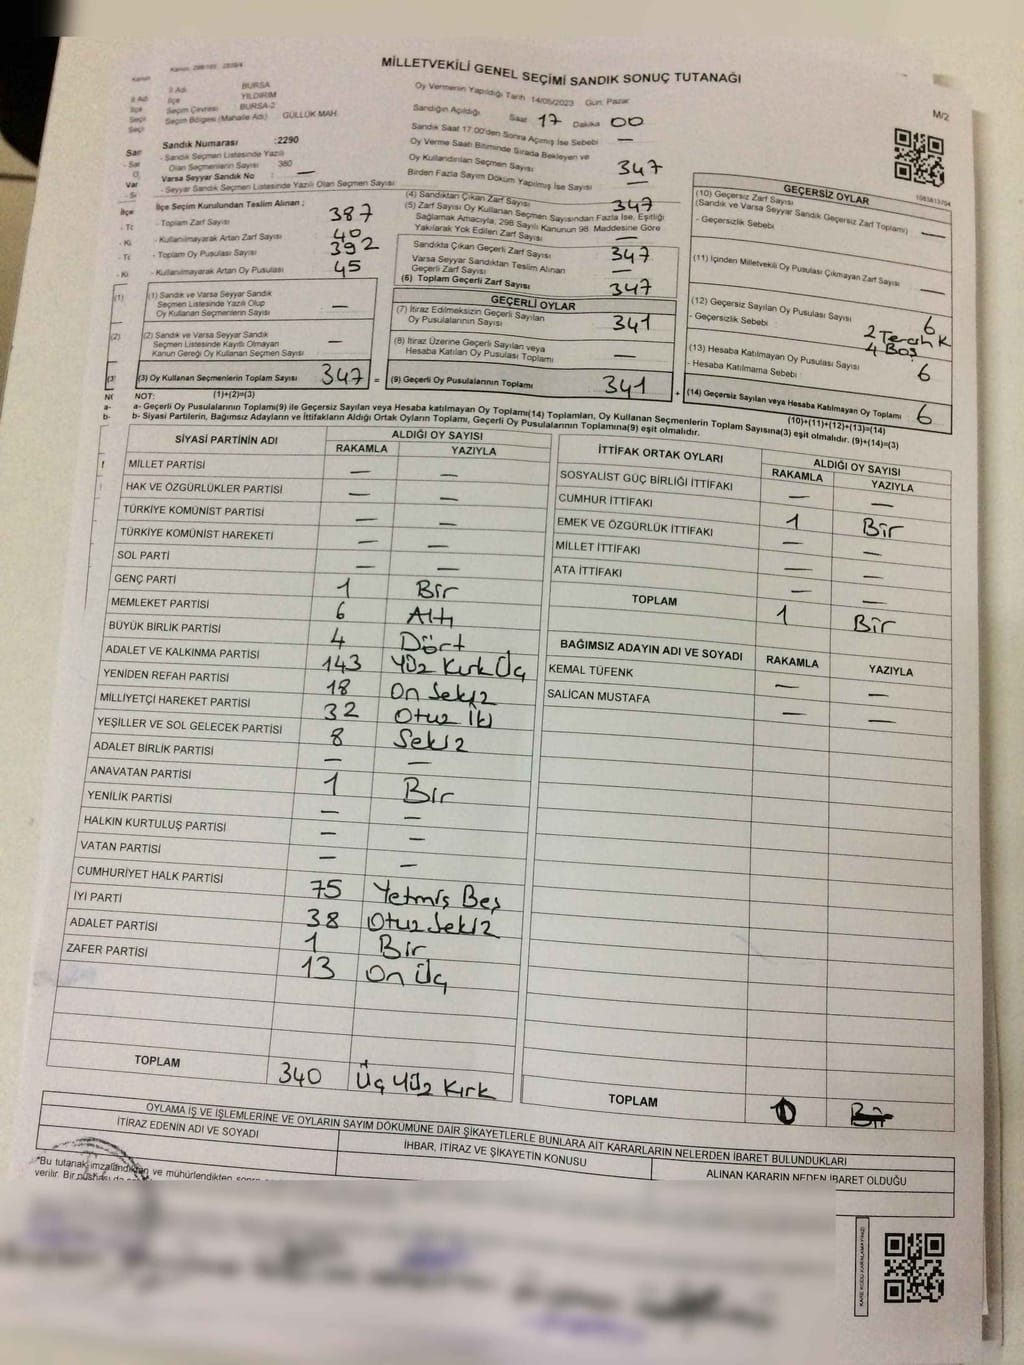 Kanun, 298/105, 2839/4
MİLLETVEKİLİ GENEL SEÇİMİ SANDIK SONUÇ TUTANAĞI
M/2
İl Adı BURSA
İlçe YILDIRIM
Seçim Çevresi BURSA-2
Seçim Bölgesi (Mahalle Adı) GÜLLÜK MAH
Sandık Numarası :2290
- Sandık Seçmen Listesinde Yazılı
Olan Seçmenlerin Sayısı 380
Varsa Seyyar Sandık No —
- Seyyar Sandık Seçmen Listesinde Yazılı Olan Seçmen Sayısı
İlçe Seçim Kurulundan Teslim Alınan ;
- Toplam Zarf Sayısı 387
- Kullanılmayarak Artan Zarf Sayısı 40
- Toplam Oy Pusulası Sayısı 392
- Kullanılmayarak Artan Oy Pusulası 45
Oy Vermenin Yapıldığı Tarih 14/05/2023 Gün: Pazar
Sandığın Açıldığı Saat 17 Dakika 00
Sandık Saat 17.00'den Sonra Açılmış İse Sebebi —
Oy Verme Saati Bitiminde Sırada Bekleyen ve
Oy Kullandırılan Seçmen Sayısı 347
Birden Fazla Sayım Döküm Yapılmış İse Sayısı —
(4) Sandıktan Çıkan Zarf Sayısı 347
(5) Zarf Sayısı Oy Kullanan Seçmen Sayısından Fazla İse, Eşitliği
Sağlamak Amacıyla, 298 Sayılı Kanunun 98. Maddesine Göre
Yakılarak Yok Edilen Zarf Sayısı —
Sandıkta Çıkan Geçerli Zarf Sayısı 347
Varsa Seyyar Sandıktan Teslim Alınan
Geçerli Zarf Sayısı —
(6) Toplam Geçerli Zarf Sayısı 347
1083813704
GEÇERSİZ OYLAR
(10) Geçersiz Zarf Sayısı
(Sandık ve Varsa Seyyar Sandık Geçersiz Zarf Toplamı) —
- Geçersizlik Sebebi
(11) İçinden Milletvekili Oy Pusulası Çıkmayan Zarf Sayısı —
(12) Geçersiz Sayılan Oy Pusulası Sayısı 6
- Geçersizlik Sebebi 2 Tercih K
4 Boş
(13) Hesaba Katılmayan Oy Pusulası Sayısı 6
- Hesaba Katılmama Sebebi
(14) Geçersiz Sayılan veya Hesaba Katılmayan Oy Toplamı 6
(1) Sandık ve Varsa Seyyar Sandık
Seçmen Listesinde Yazılı Olup
Oy Kullanan Seçmenlerin Sayısı —
(2) Sandık ve Varsa Seyyar Sandık
Seçmen Listesinde Kayıtlı Olmayan
Kanun Gereği Oy Kullanan Seçmen Sayısı —
(3) Oy Kullanan Seçmenlerin Toplam Sayısı 347 =
GEÇERLİ OYLAR
(7) İtiraz Edilmeksizin Geçerli Sayılan
Oy Pusulalarının Sayısı 341
(8) İtiraz Üzerine Geçerli Sayılan veya
Hesaba Katılan Oy Pusulası Toplamı —
(9) Geçerli Oy Pusulalarının Toplamı 341 +
NOT: (1)+(2)=(3)
(10)+(11)+(12)+(13)=(14)
a- Geçerli Oy Pusulalarının Toplamı(9) ile Geçersiz Sayılan veya Hesaba katılmayan Oy Toplamı(14) Toplamları, Oy Kullanan Seçmenlerin Toplam Sayısına(3) eşit olmalıdır. (9)+(14)=(3)
b- Siyasi Partilerin, Bağımsız Adayların ve İttifakların Aldığı Ortak Oyların Toplamı, Geçerli Oy Pusulalarının Toplamına(9) eşit olmalıdır.
SİYASİ PARTİNİN ADI ALDIĞI OY SAYISI
RAKAMLA YAZIYLA
MİLLET PARTİSİ — —
HAK VE ÖZGÜRLÜKLER PARTİSİ — —
TÜRKİYE KOMÜNİST PARTİSİ — —
TÜRKİYE KOMÜNİST HAREKETİ — —
SOL PARTİ — —
GENÇ PARTİ 1 Bir
MEMLEKET PARTİSİ 6 Altı
BÜYÜK BİRLİK PARTİSİ 4 Dört
ADALET VE KALKINMA PARTİSİ 143 Yüz Kırk Üç
YENİDEN REFAH PARTİSİ 18 On Sekiz
MİLLİYETÇİ HAREKET PARTİSİ 32 Otuz İki
YEŞİLLER VE SOL GELECEK PARTİSİ 8 Sekiz
ADALET BİRLİK PARTİSİ — —
ANAVATAN PARTİSİ 1 Bir
YENİLİK PARTİSİ — —
HALKIN KURTULUŞ PARTİSİ — —
VATAN PARTİSİ — —
CUMHURİYET HALK PARTİSİ 75 Yetmiş Beş
İYİ PARTİ 38 Otuz Sekiz
ADALET PARTİSİ 1 Bir
ZAFER PARTİSİ 13 On Üç
TOPLAM 340 Üç Yüz Kırk
İTTİFAK ORTAK OYLARI ALDIĞI OY SAYISI
RAKAMLA YAZIYLA
SOSYALİST GÜÇ BİRLİĞİ İTTİFAKI — —
CUMHUR İTTİFAKI 1 Bir
EMEK VE ÖZGÜRLÜK İTTİFAKI — —
MİLLET İTTİFAKI — —
ATA İTTİFAKI — —
TOPLAM 1 Bir
BAĞIMSIZ ADAYIN ADI VE SOYADI RAKAMLA YAZIYLA
KEMAL TÜFENK — —
SALİCAN MUSTAFA — —
TOPLAM
OYLAMA İŞ VE İŞLEMLERİNE VE OYLARIN SAYIM DÖKÜMÜNE DAİR ŞİKAYETLERLE BUNLARA AİT KARARLARIN NELERDEN İBARET BULUNDUKLARI
İTİRAZ EDENİN ADI VE SOYADI
İHBAR, İTİRAZ VE ŞİKAYETİN KONUSU
ALINAN KARARIN NEDEN İBARET OLDUĞU
*Bu tutanak imzalandıktan ve mühürlendikten sonra
verilir. Bir nüshası da
KARE KODU KARALAMAYINIZ!